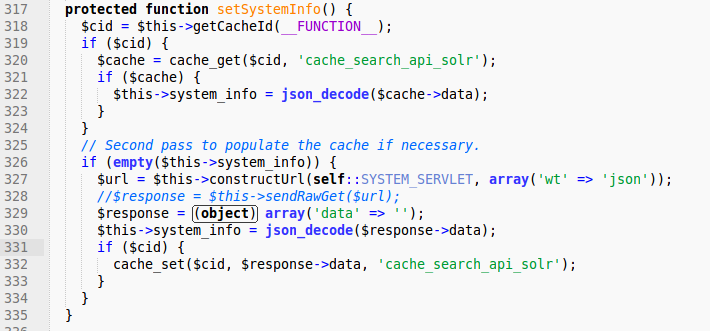 317 protected function setSystemInfo() {
318 $cid = $this->getCacheId(__FUNCTION__);
319 if ($cid) {
320 $cache = cache_get($cid, 'cache_search_api_solr');
321 if ($cache) {
322 $this->system_info = json_decode($cache->data);
323 }
324 }
325 // Second pass to populate the cache if necessary.
326 if (empty($this->system_info)) {
327 $url = $this->constructUrl(self::SYSTEM_SERVLET, array('wt' => 'json'));
328 //$response = $this->sendRawGet($url);
329 $response = (object) array('data' => '');
330 $this->system_info = json_decode($response->data);
331 if ($cid) {
332 cache_set($cid, $response->data, 'cache_search_api_solr');
333 }
334 }
335 }